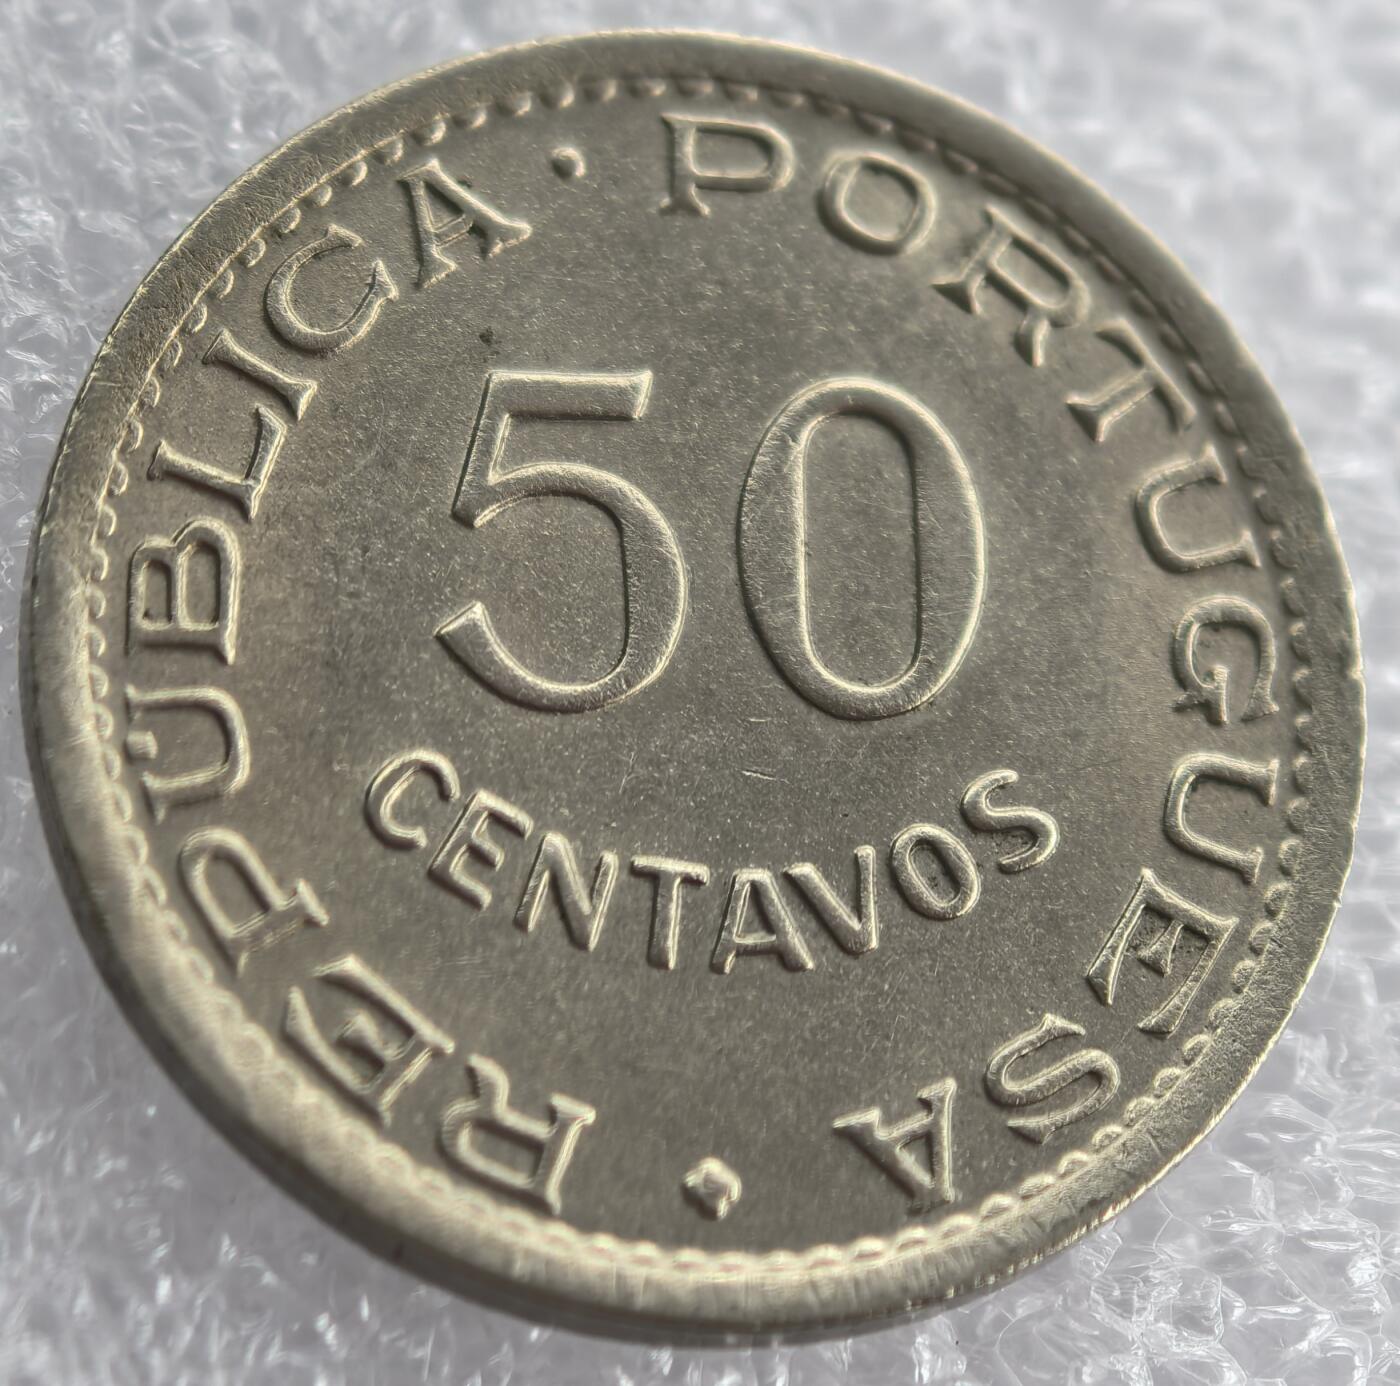 REPÚBLICA · PORTUGUESA
50
CENTAVOS